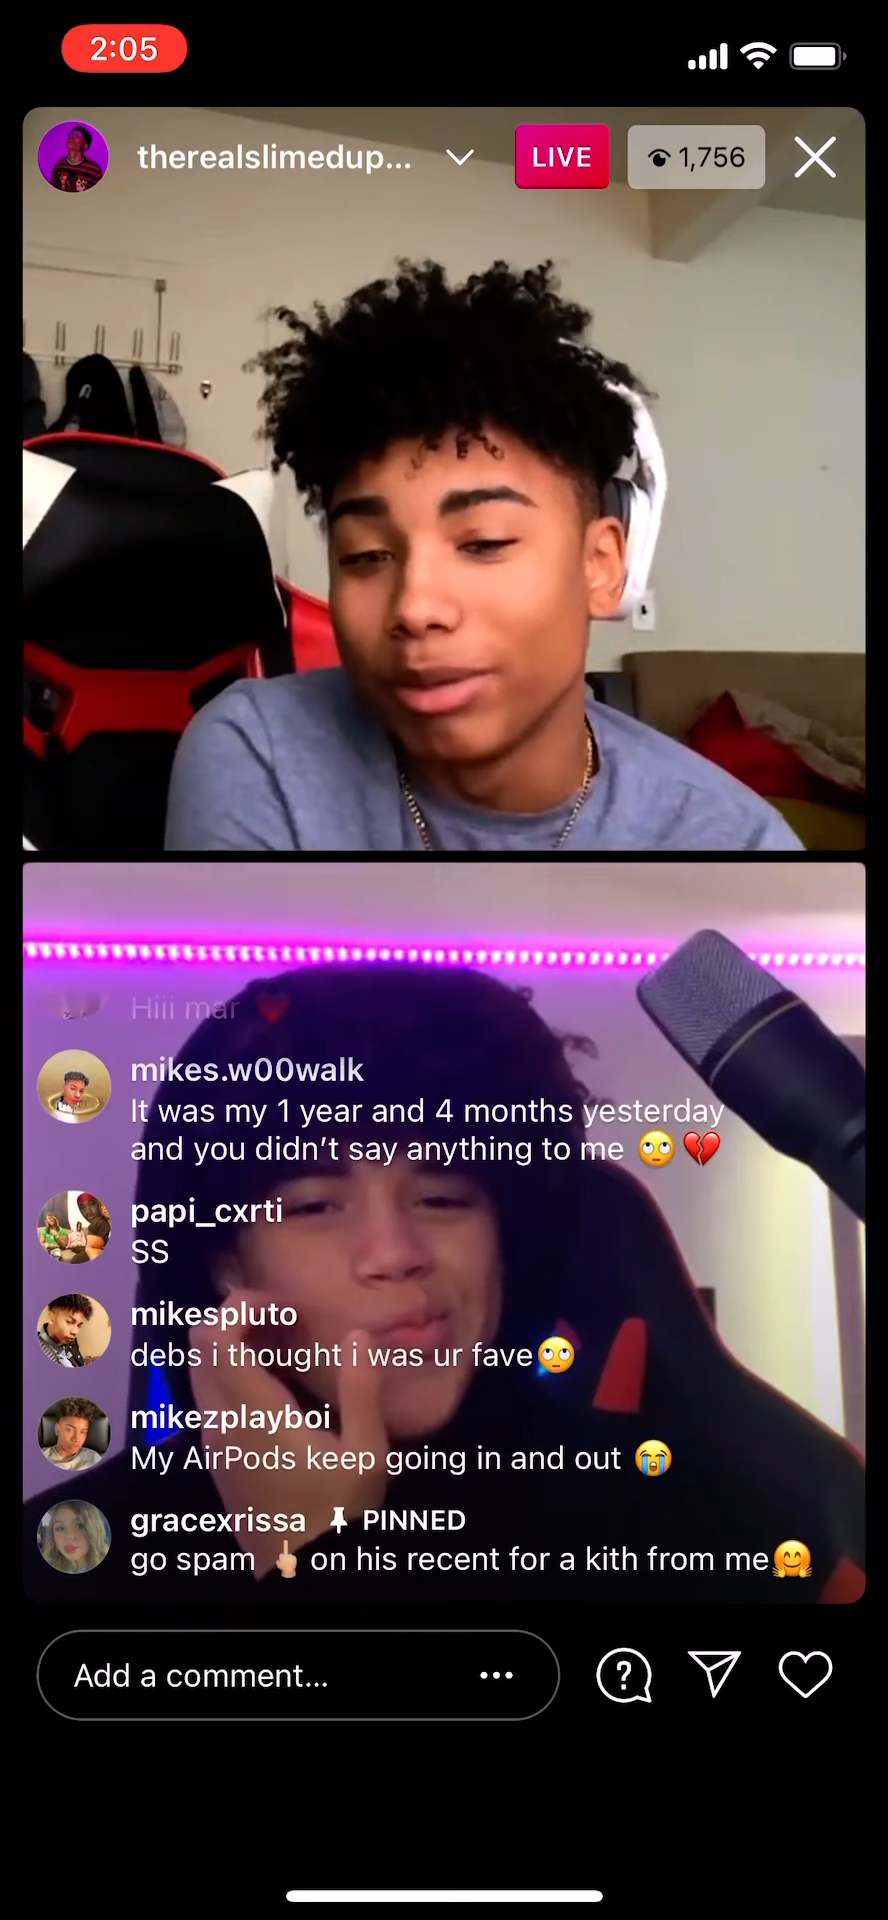 2:05
therealslimedup...
LIVE
1,756
Hiii mar ❤️
mikes.w00walk
It was my 1 year and 4 months yesterday
and you didn’t say anything to me 🙄💔
papi_cxrti
SS
mikespluto
debs i thought i was ur fave🙄
mikezplayboi
My AirPods keep going in and out 😭
gracexrissa PINNED
go spam 🖕🏼 on his recent for a kith from me🤗
Add a comment...